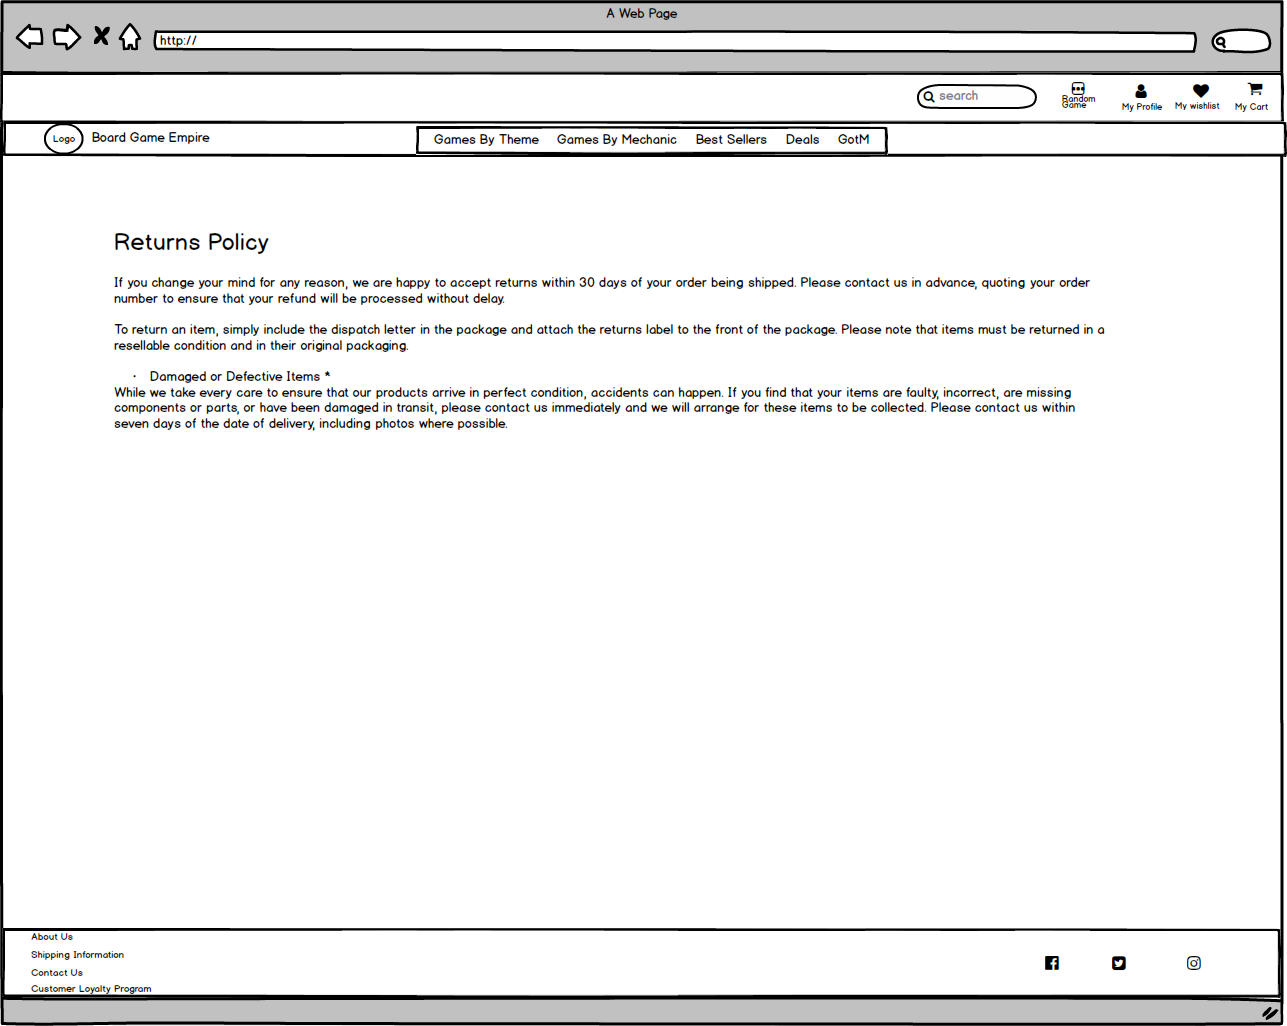 A Web Page
http://
search
Random
Game
My Profile
My wishlist
My Cart
Logo
Board Game Empire
Games By Theme Games By Mechanic Best Sellers Deals GotM
Returns Policy
If you change your mind for any reason, we are happy to accept returns within 30 days of your order being shipped. Please contact us in advance, quoting your order
number to ensure that your refund will be processed without delay.
To return an item, simply include the dispatch letter in the package and attach the returns label to the front of the package. Please note that items must be returned in a
resellable condition and in their original packaging.
· Damaged or Defective Items *
While we take every care to ensure that our products arrive in perfect condition, accidents can happen. If you find that your items are faulty, incorrect, are missing
components or parts, or have been damaged in transit, please contact us immediately and we will arrange for these items to be collected. Please contact us within
seven days of the date of delivery, including photos where possible.
About Us
Shipping Information
Contact Us
Customer Loyalty Program